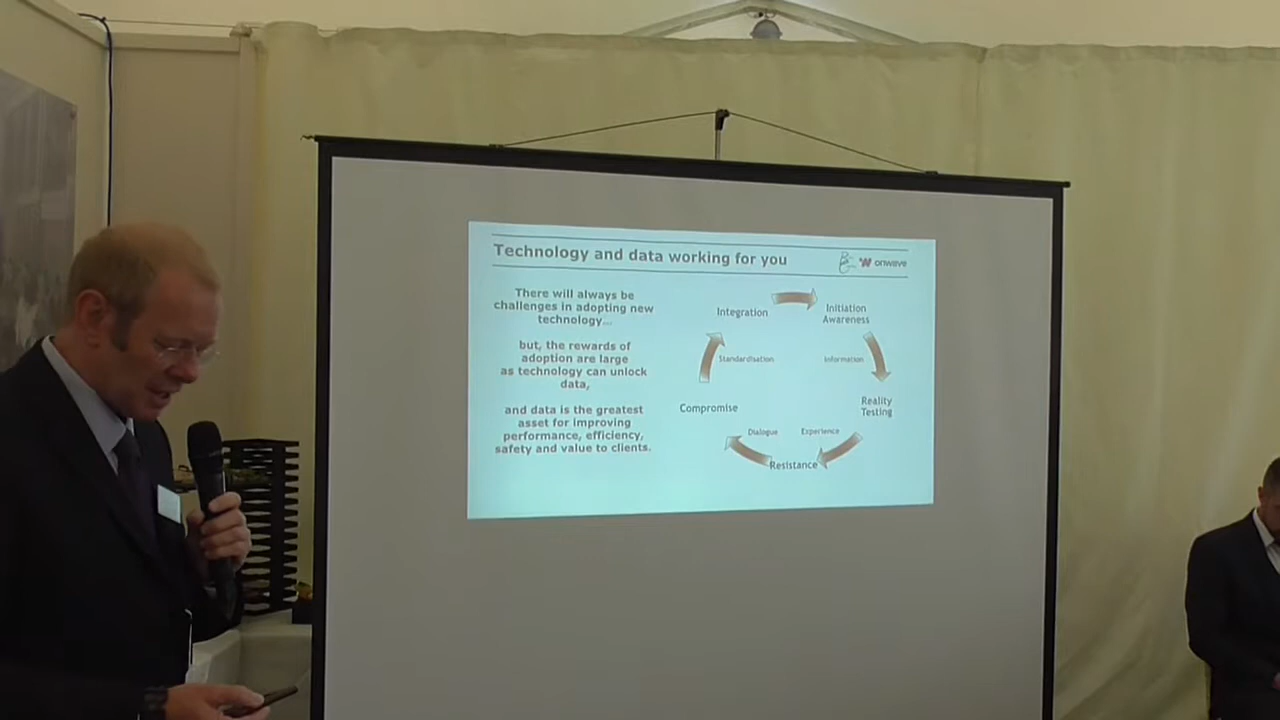 Technology and data working for you
onwave
There will always be
challenges in adopting new
technology...
but, the rewards of
adoption are large
as technology can unlock
data,
and data is the greatest
asset for improving
performance, efficiency,
safety and value to clients.
Integration
Initiation
Awareness
Standardisation
Information
Compromise
Reality
Testing
Dialogue
Experience
Resistance